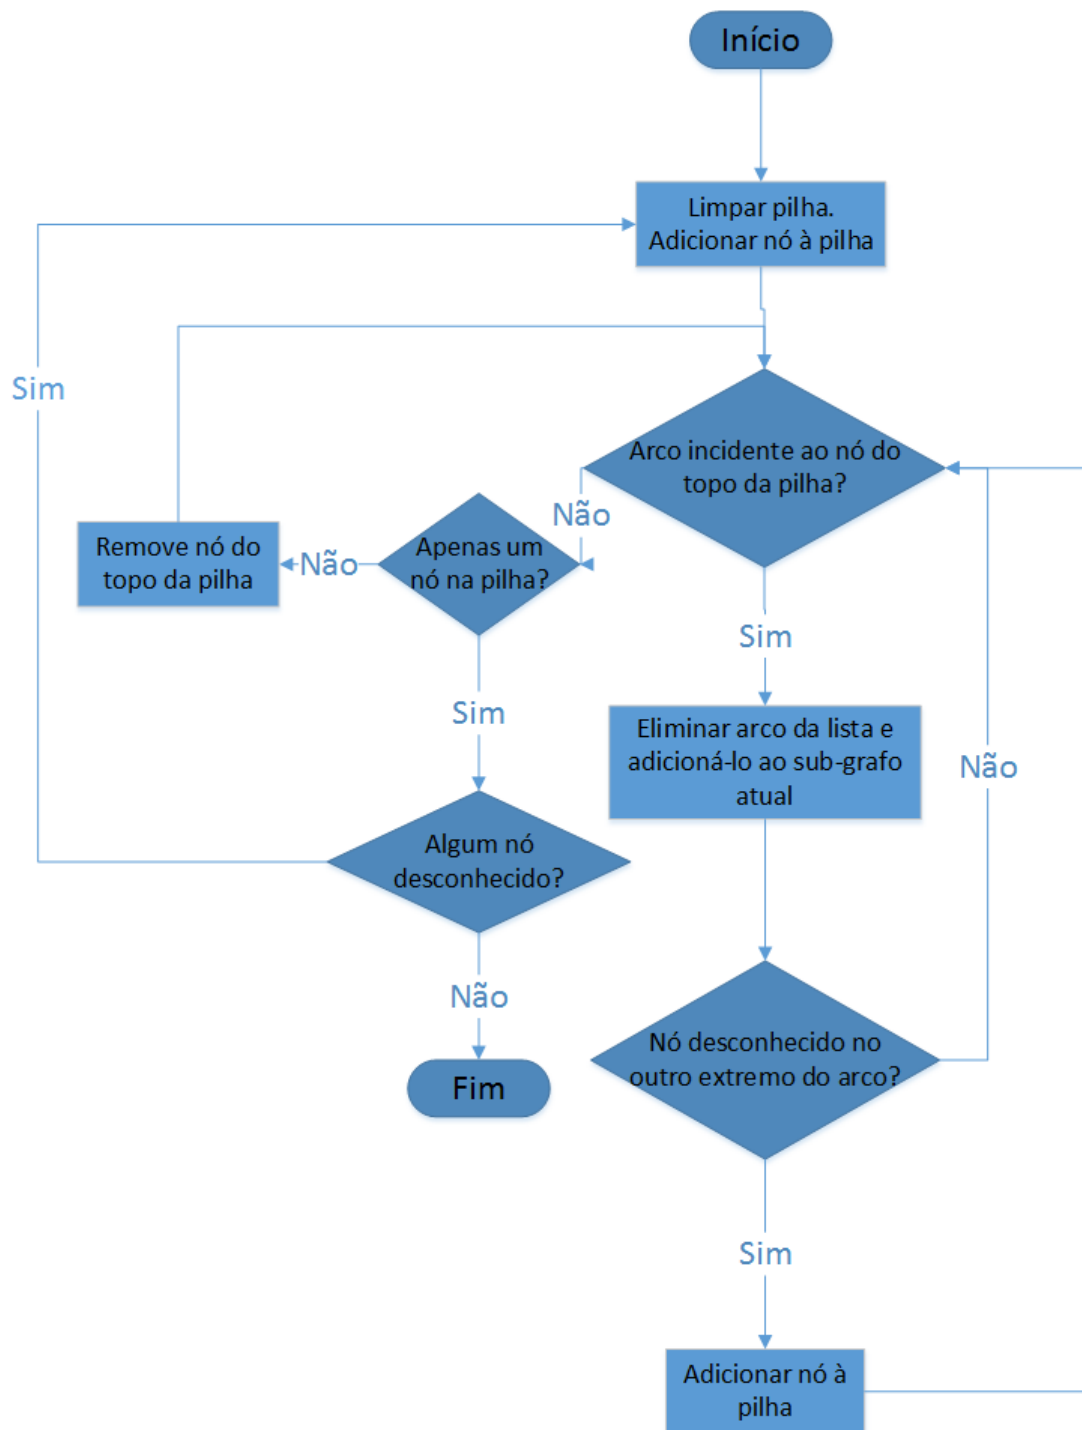 Início
Limpar pilha.
Adicionar nó à pilha
Sim
Arco incidente ao nó do
topo da pilha?
Não
Apenas um
nó na pilha?
Não
Remove nó do
topo da pilha
Sim
Sim
Eliminar arco da lista e
adicioná-lo ao sub-grafo
atual
Não
Algum nó
desconhecido?
Não
Fim
Nó desconhecido no
outro extremo do arco?
Sim
Adicionar nó à
pilha